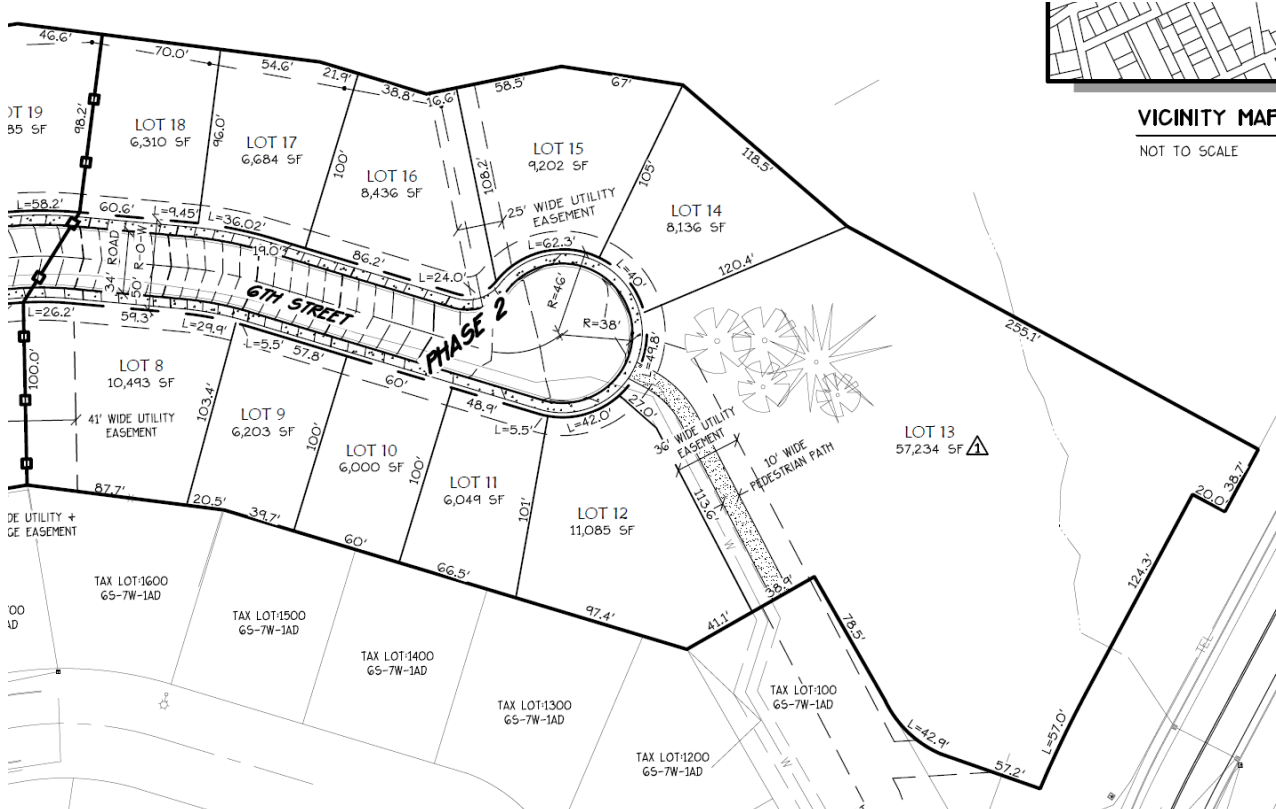 VICINITY MAP
NOT TO SCALE
46.6'
70.0'
54.6'
21.9'
38.8'
16.6'
58.5'
67'
118.5'
255.1'
LOT 19
85 SF
98.2'
LOT 18
6,310 SF
96.0'
LOT 17
6,684 SF
100'
LOT 16
8,436 SF
108.2'
LOT 15
9,202 SF
105'
LOT 14
8,136 SF
120.4'
25' WIDE UTILITY
EASEMENT
L=58.2'
60.6'
L=9.45'
L=36.02'
19.0'
86.2'
L=24.0'
L=62.3'
L=40'
L=49.8'
R=46'
R=38'
34' ROAD
50' R-O-W
6TH STREET
PHASE 2
L=26.2'
59.3'
L=29.9'
L=5.5'
57.8'
60'
48.9'
L=5.5'
L=42.0'
27.0'
100.0'
LOT 8
10,493 SF
41' WIDE UTILITY
EASEMENT
103.4'
LOT 9
6,203 SF
100'
LOT 10
6,000 SF
100'
LOT 11
6,049 SF
101'
LOT 12
11,085 SF
36' WIDE UTILITY
EASEMENT
10' WIDE
PEDESTRIAN PATH
113.6'
LOT 13
57,234 SF 1
38.7'
20.0'
124.3'
87.7'
20.5'
39.7'
60'
66.5'
97.4'
41.1'
38.9'
78.5'
L=42.9'
57.2'
L=57.0'
DE UTILITY +
GE EASEMENT
TAX LOT:1600
6S-7W-1AD
TAX LOT:1500
6S-7W-1AD
TAX LOT:1400
6S-7W-1AD
TAX LOT:1300
6S-7W-1AD
TAX LOT:1200
6S-7W-1AD
TAX LOT:100
6S-7W-1AD
700
AD
W
W
TEL